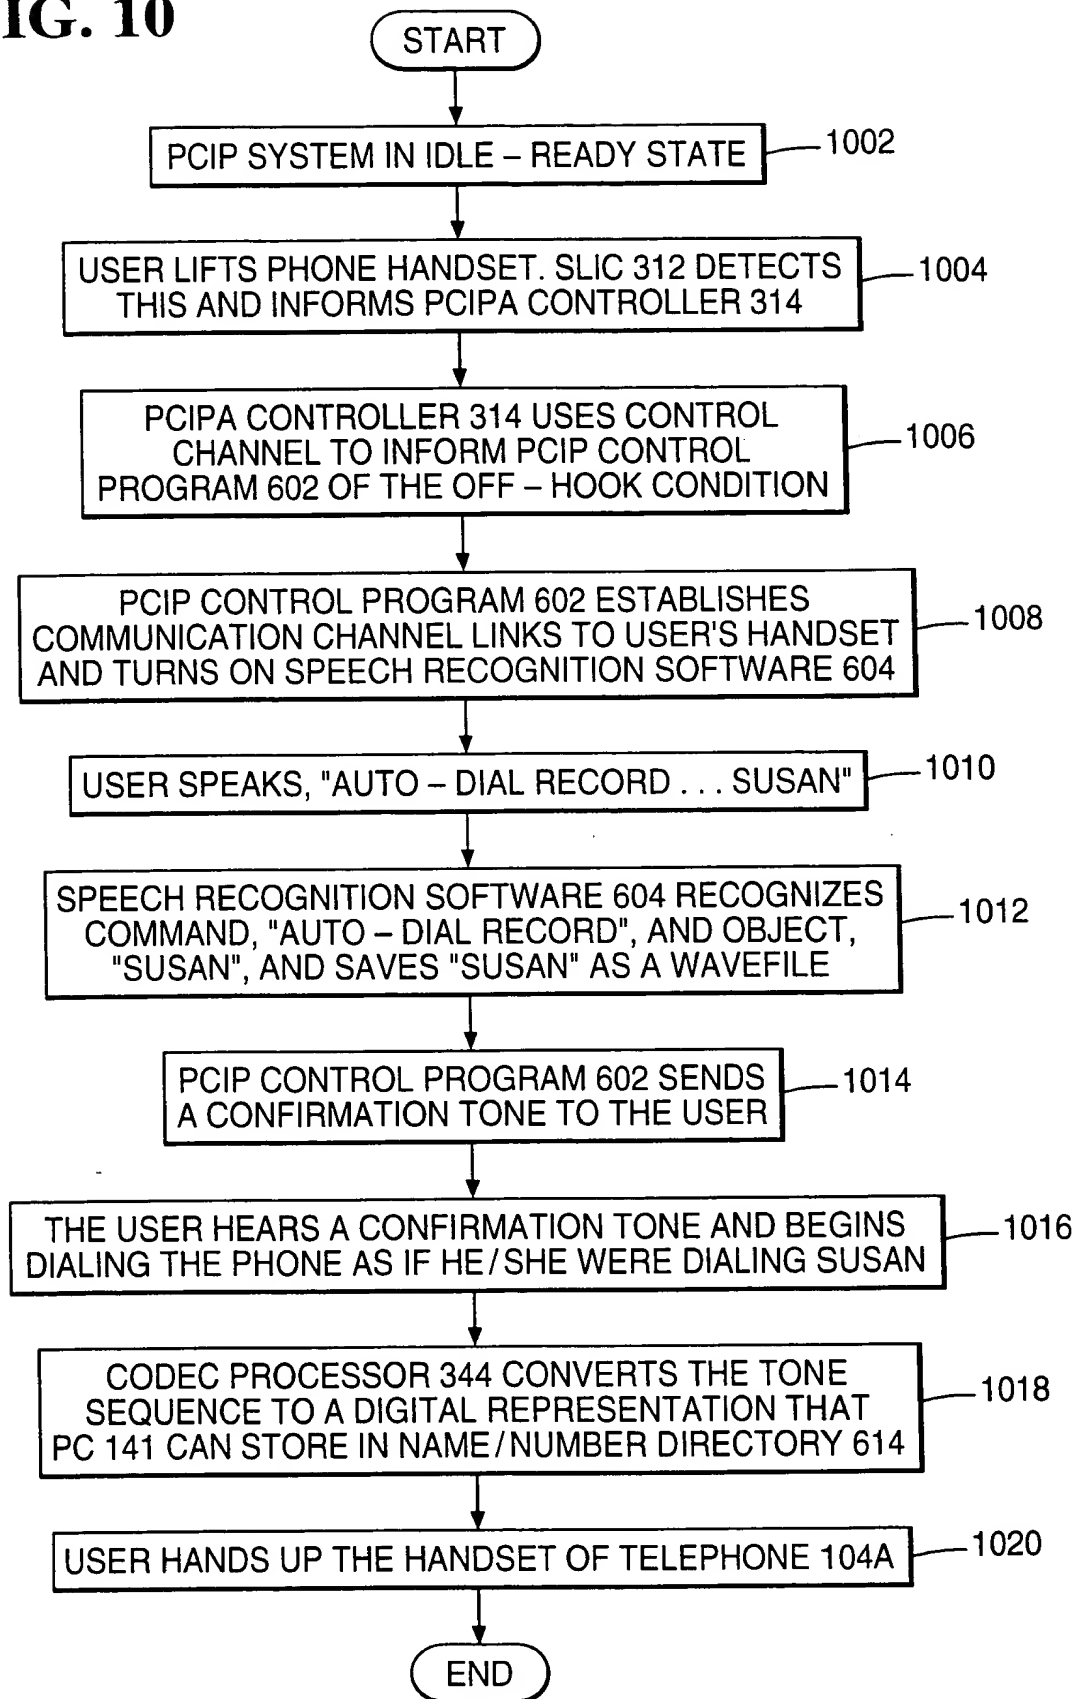 IG. 10
START
PCIP SYSTEM IN IDLE – READY STATE
1002
USER LIFTS PHONE HANDSET. SLIC 312 DETECTS
THIS AND INFORMS PCIPA CONTROLLER 314
1004
PCIPA CONTROLLER 314 USES CONTROL
CHANNEL TO INFORM PCIP CONTROL
PROGRAM 602 OF THE OFF – HOOK CONDITION
1006
PCIP CONTROL PROGRAM 602 ESTABLISHES
COMMUNICATION CHANNEL LINKS TO USER'S HANDSET
AND TURNS ON SPEECH RECOGNITION SOFTWARE 604
1008
USER SPEAKS, "AUTO – DIAL RECORD . . . SUSAN"
1010
SPEECH RECOGNITION SOFTWARE 604 RECOGNIZES
COMMAND, "AUTO – DIAL RECORD", AND OBJECT,
"SUSAN", AND SAVES "SUSAN" AS A WAVEFILE
1012
PCIP CONTROL PROGRAM 602 SENDS
A CONFIRMATION TONE TO THE USER
1014
THE USER HEARS A CONFIRMATION TONE AND BEGINS
DIALING THE PHONE AS IF HE/SHE WERE DIALING SUSAN
1016
CODEC PROCESSOR 344 CONVERTS THE TONE
SEQUENCE TO A DIGITAL REPRESENTATION THAT
PC 141 CAN STORE IN NAME/NUMBER DIRECTORY 614
1018
USER HANDS UP THE HANDSET OF TELEPHONE 104A
1020
END